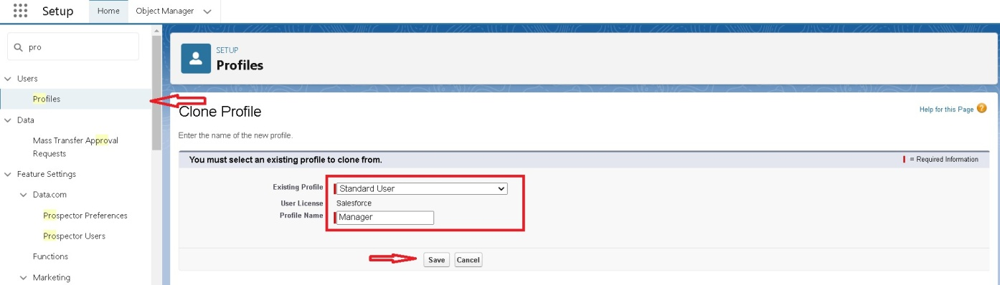 Setup Home Object Manager
pro
Users
Profiles
Data
Mass Transfer Approval
Requests
Feature Settings
Data.com
Prospector Preferences
Prospector Users
Functions
Marketing
SETUP
Profiles
Clone Profile
Help for this Page ?
Enter the name of the new profile.
You must select an existing profile to clone from.
= Required Information
Existing Profile Standard User
User License Salesforce
Profile Name Manager
Save Cancel